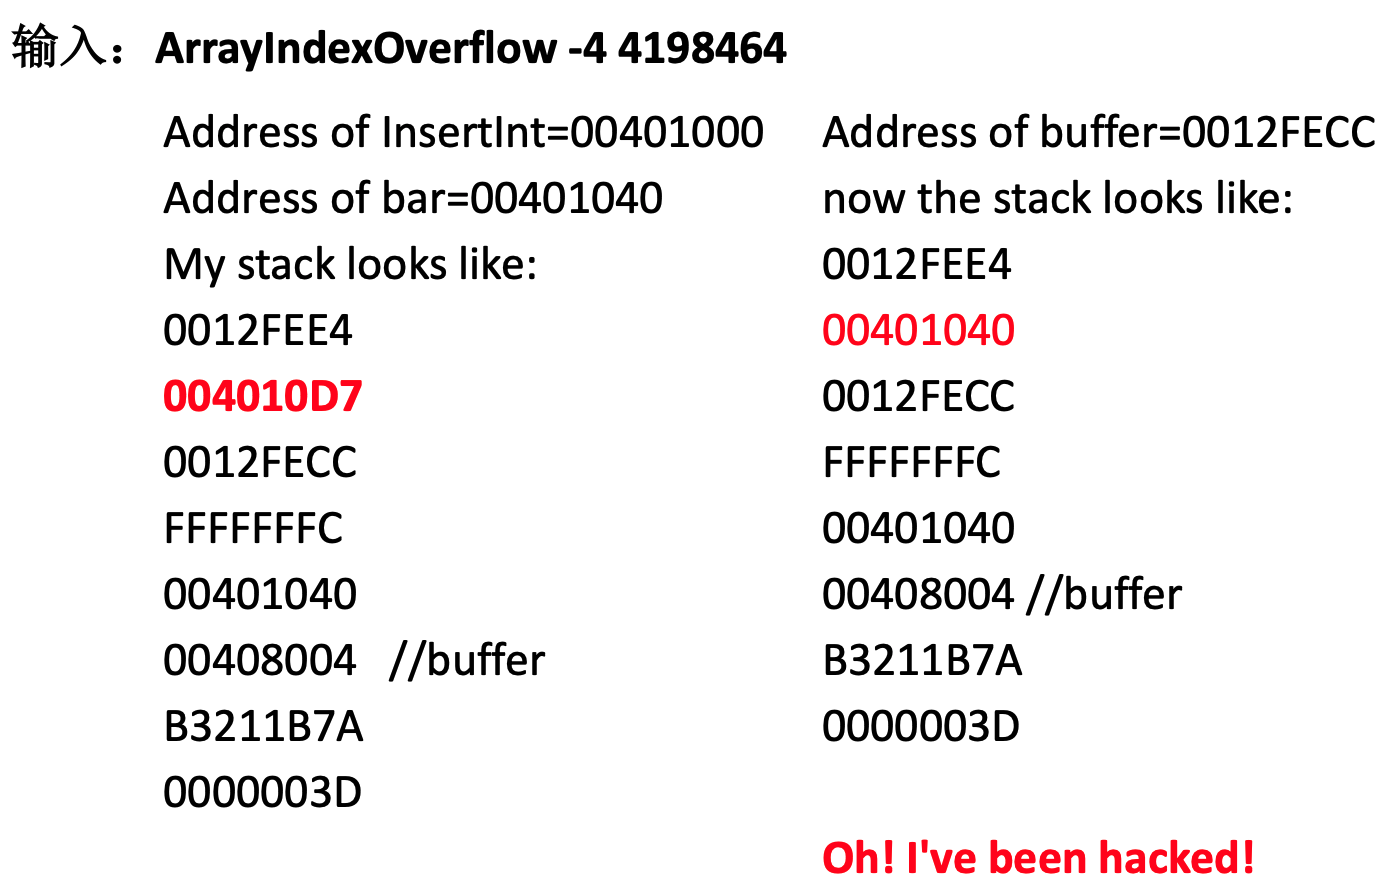 输入：ArrayIndexOverflow -4 4198464
Address of InsertInt=00401000
Address of bar=00401040
My stack looks like:
0012FEE4
004010D7
0012FECC
FFFFFFFC
00401040
00408004 //buffer
B3211B7A
0000003D
Address of buffer=0012FECC
now the stack looks like:
0012FEE4
00401040
0012FECC
FFFFFFFC
00401040
00408004 //buffer
B3211B7A
0000003D
Oh! I've been hacked!